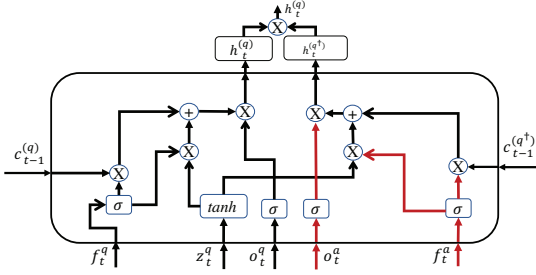 h_t^{(q)}
X
h_t^{(q)} h_t^{(q†)}
+ X X +
c_{t-1}^{(q)} X X X X c_{t-1}^{(q†)}
σ tanh σ σ σ
f_t^q z_t^q o_t^q o_t^a f_t^a